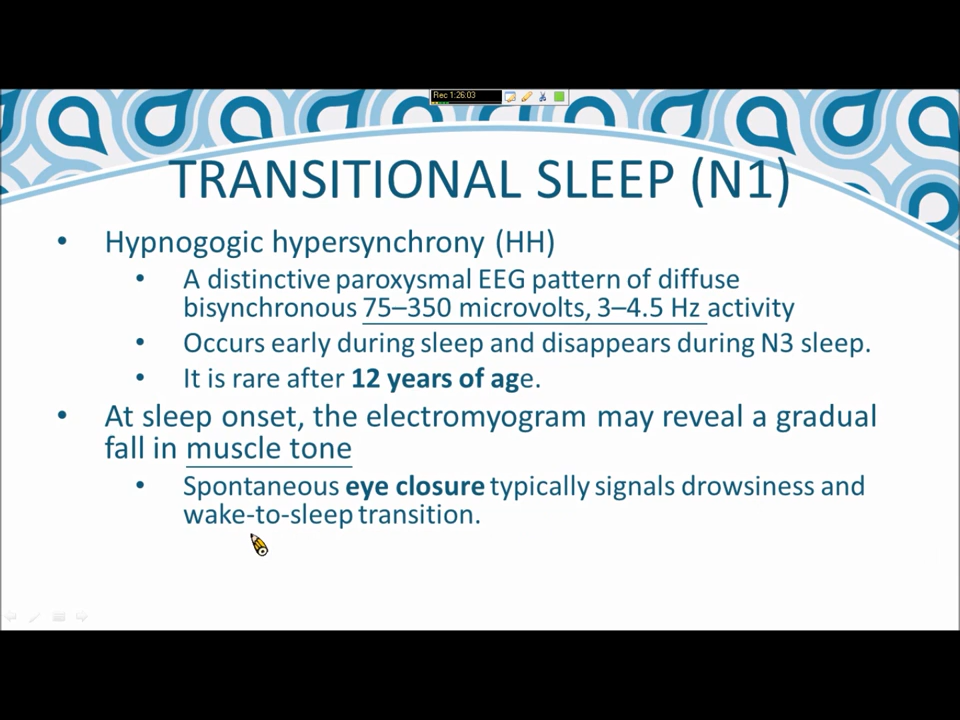 Rec 1:26:03
TRANSITIONAL SLEEP (N1)
• Hypnogogic hypersynchrony (HH)
• A distinctive paroxysmal EEG pattern of diffuse
bisynchronous 75–350 microvolts, 3–4.5 Hz activity
• Occurs early during sleep and disappears during N3 sleep.
• It is rare after 12 years of age.
• At sleep onset, the electromyogram may reveal a gradual
fall in muscle tone
• Spontaneous eye closure typically signals drowsiness and
wake-to-sleep transition.